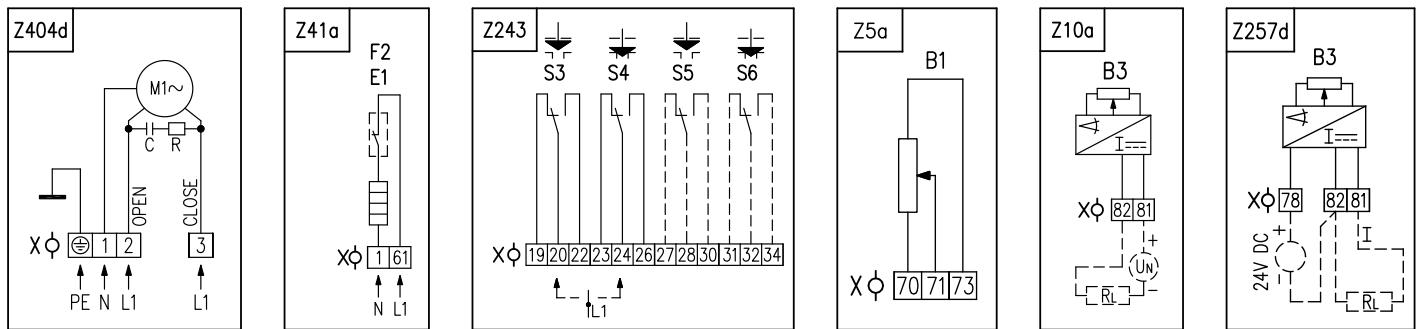 Z404d
M1~
C R
OPEN
CLOSE
X 1 2 3
PE N L1 L1
Z41a
F2
E1
X 1 61
N L1
Z243
S3 S4 S5 S6
19 20 22 23 24 26 27 28 30 31 32 34
L1
Z5a
B1
X 70 71 73
Z10a
B3
I
X 82 81
+
UN
−
RL
Z257d
B3
I
X 78 82 81
+
24V DC
−
I
RL